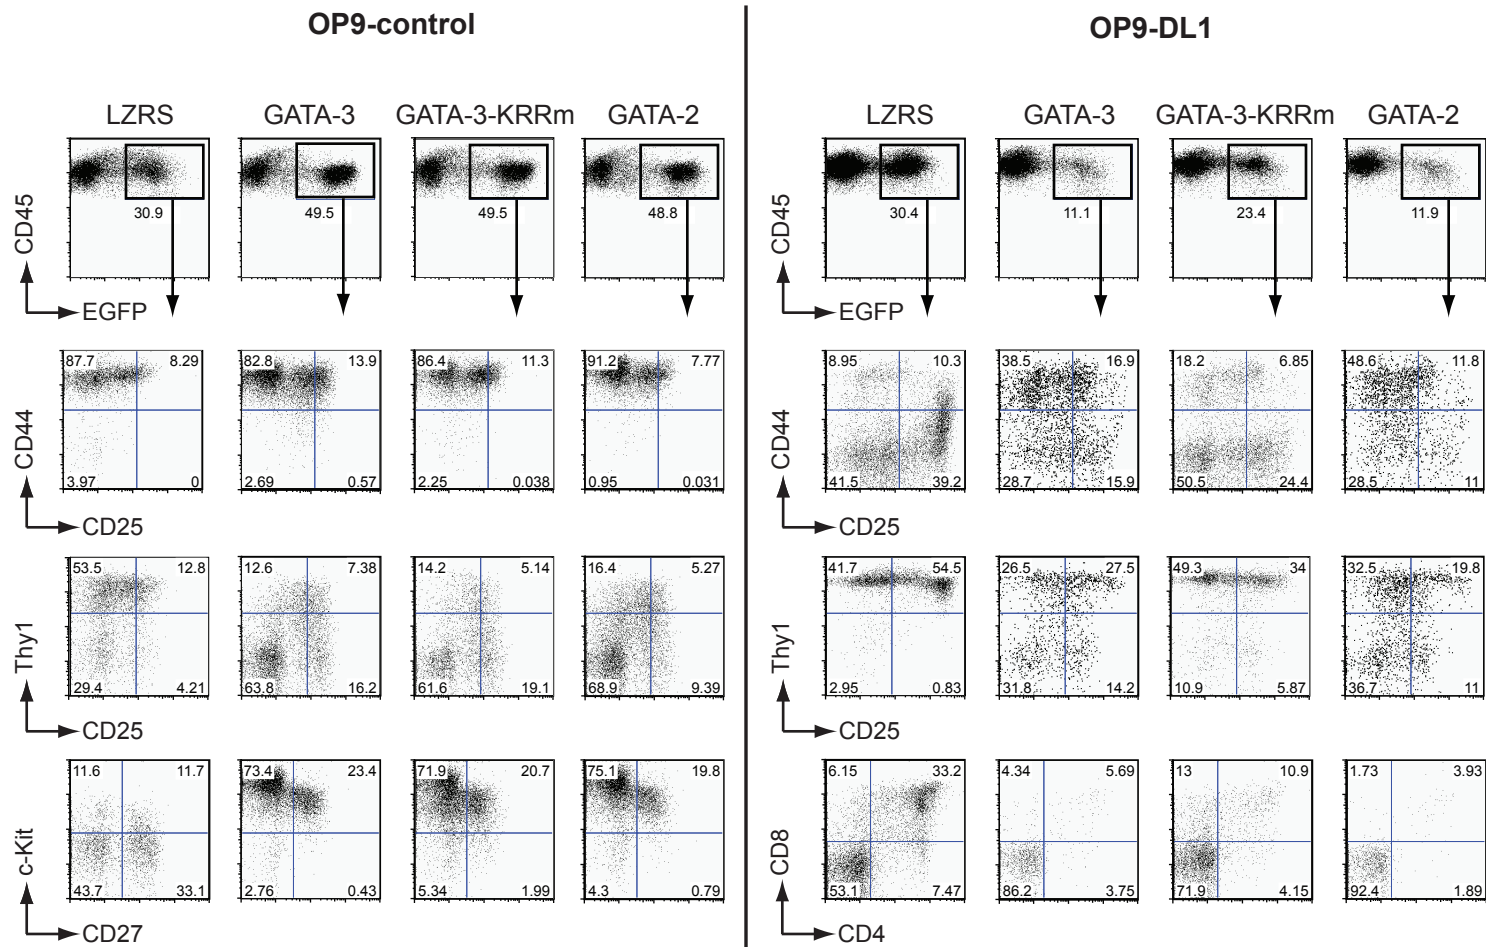 OP9-control OP9-DL1
LZRS GATA-3 GATA-3-KRRm GATA-2 LZRS GATA-3 GATA-3-KRRm GATA-2
CD45 30.9 49.5 49.5 48.8 CD45 30.4 11.1 23.4 11.9
EGFP EGFP
87.7 8.29 82.8 13.9 86.4 11.3 91.2 7.77 8.95 10.3 38.5 16.9 18.2 6.85 48.6 11.8
CD44 CD44
3.97 0 2.69 0.57 2.25 0.038 0.95 0.031 41.5 39.2 28.7 15.9 50.5 24.4 28.5 11
CD25 CD25
53.5 12.8 12.6 7.38 14.2 5.14 16.4 5.27 41.7 54.5 26.5 27.5 49.3 34 32.5 19.8
Thy1 Thy1
29.4 4.21 63.8 16.2 61.6 19.1 68.9 9.39 2.95 0.83 31.8 14.2 10.9 5.87 36.7 11
CD25 CD25
11.6 11.7 73.4 23.4 71.9 20.7 75.1 19.8 6.15 33.2 4.34 5.69 13 10.9 1.73 3.93
c-Kit CD8
43.7 33.1 2.76 0.43 5.34 1.99 4.3 0.79 53.1 7.47 86.2 3.75 71.9 4.15 92.4 1.89
CD27 CD4